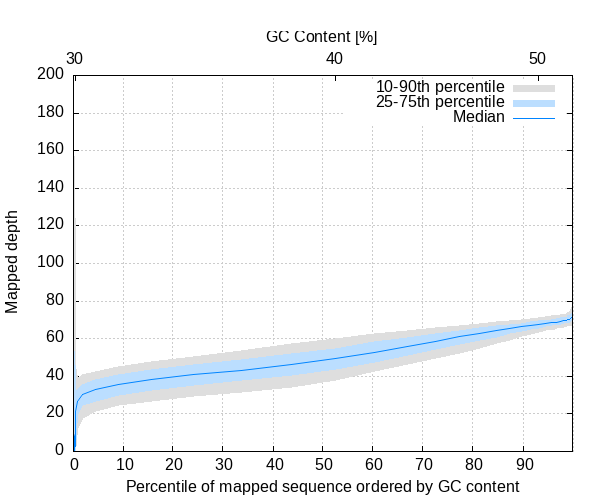 GC Content [%]
30 40 50
200
180
160
140
120
100
80
60
40
20
0
Mapped depth
10-90th percentile
25-75th percentile
Median
0 10 20 30 40 50 60 70 80 90
Percentile of mapped sequence ordered by GC content